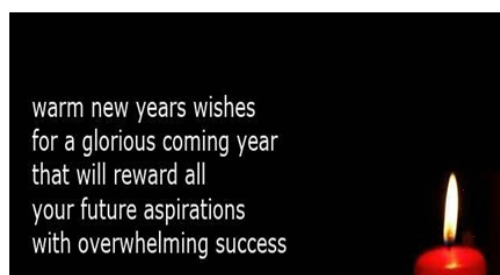 warm new years wishes
for a glorious coming year
that will reward all
your future aspirations
with overwhelming success